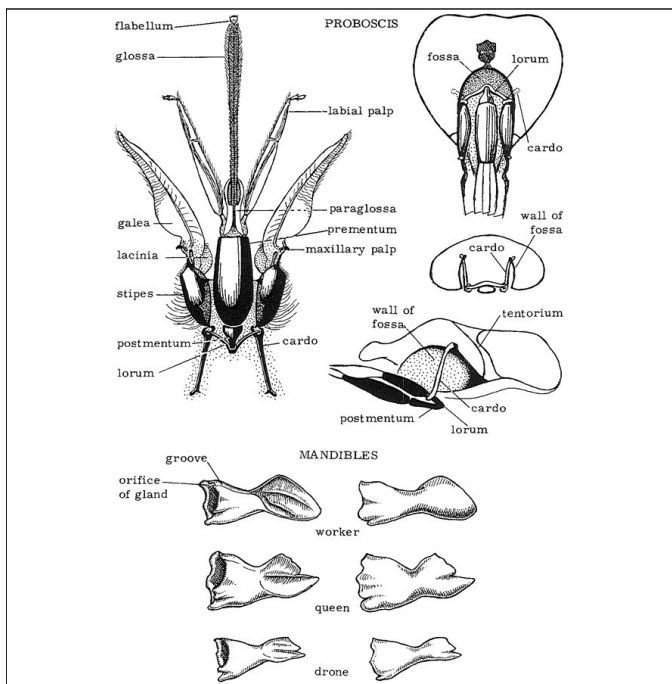 PROBOSCIS
flabellum
glossa
labial palp
paraglossa
prementum
galea
maxillary palp
lacinia
stipes
postmentum
cardo
lorum
fossa
lorum
cardo
wall of
fossa
cardo
wall of
fossa
tentorium
cardo
postmentum
lorum
MANDIBLES
groove
orifice
of gland
worker
queen
drone